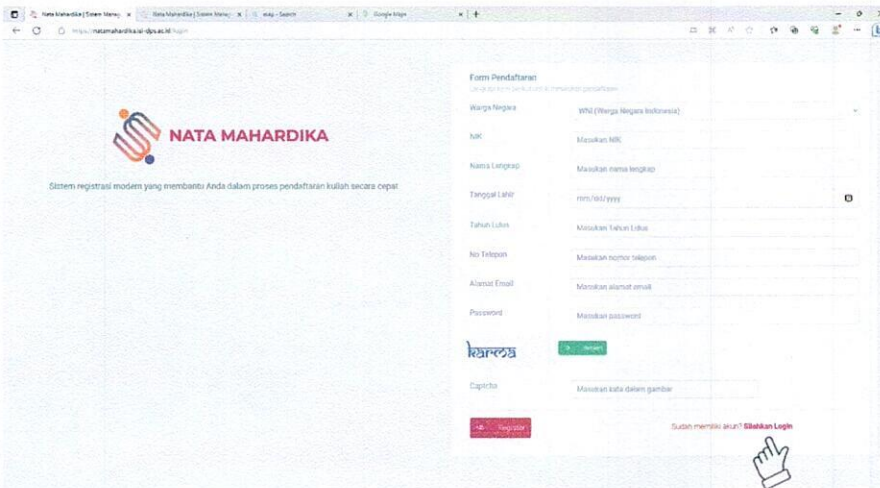 Nata Mahardika | Sistem Manaj
Nata Mahardika | Sistem Manaj
map - Search
Google Maps
natamahardika.isi-dps.ac.id/login
NATA MAHARDIKA
Sistem registrasi modern yang membantu Anda dalam proses pendaftaran kuliah secara cepat
Form Pendaftaran
Warga Negara
WNI (Warga Negara Indonesia)
NIK
Masukan NIK
Nama Lengkap
Masukan nama lengkap
Tanggal Lahir
mm/dd/yyyy
Tahun Lulus
Masukan Tahun Lulus
No Telepon
Masukan nomor telepon
Alamat Email
Masukan alamat email
Password
Masukan password
karma
Captcha
Masukan kata dalam gambar
Register
Sudah memiliki akun? Silahkan Login